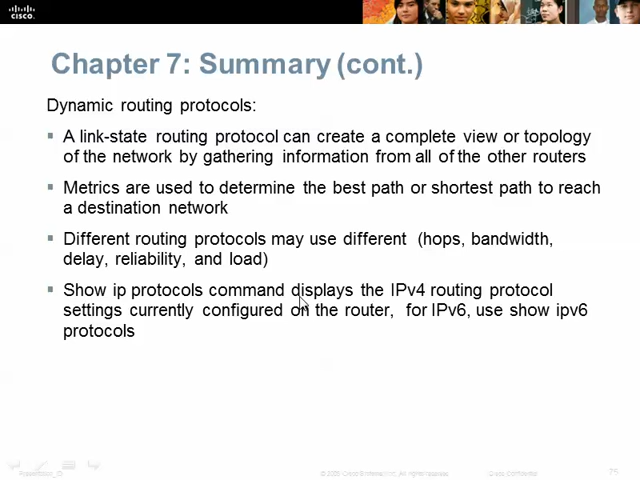 CISCO.
Chapter 7: Summary (cont.)
Dynamic routing protocols:
A link-state routing protocol can create a complete view or topology
of the network by gathering information from all of the other routers
Metrics are used to determine the best path or shortest path to reach
a destination network
Different routing protocols may use different (hops, bandwidth,
delay, reliability, and load)
Show ip protocols command displays the IPv4 routing protocol
settings currently configured on the router, for IPv6, use show ipv6
protocols
Presentation_ID
Cisco Confidential
75